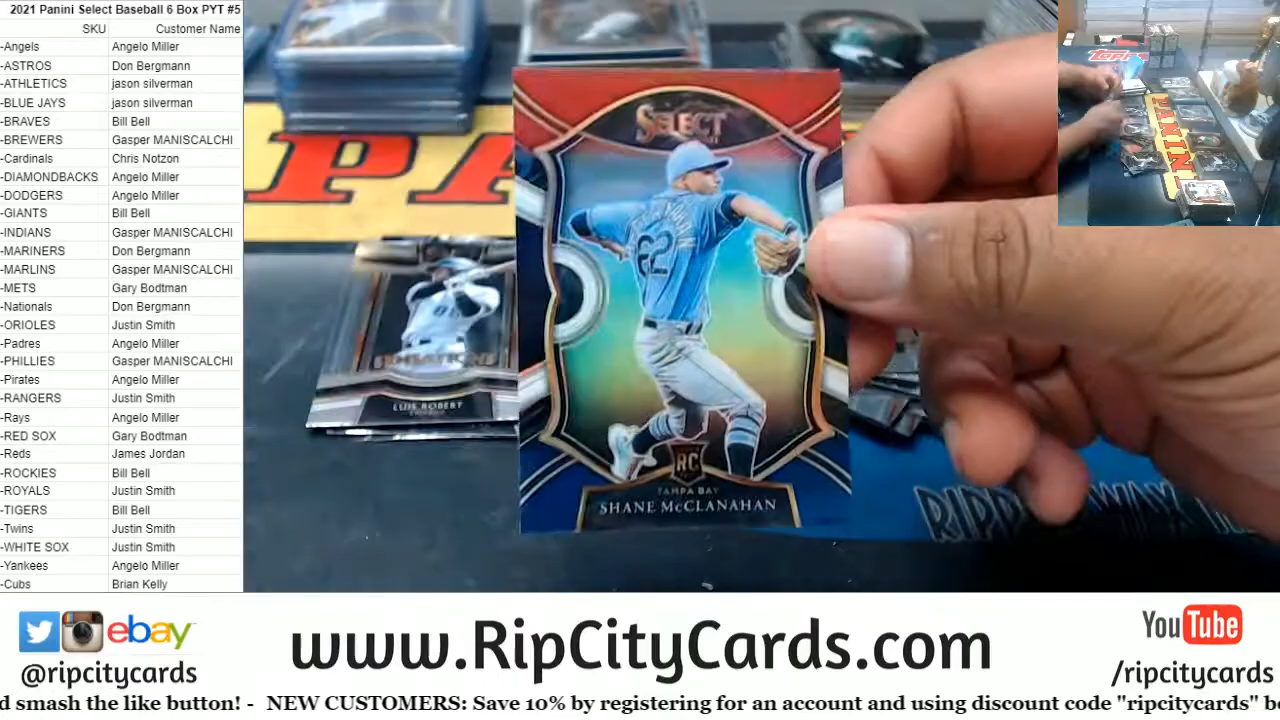 2021 Panini Select Baseball 6 Box PYT #5
SKU Customer Name
-Angels Angelo Miller
-ASTROS Don Bergmann
-ATHLETICS jason silverman
-BLUE JAYS jason silverman
-BRAVES Bill Bell
-BREWERS Gasper MANISCALCHI
-Cardinals Chris Notzon
-DIAMONDBACKS Angelo Miller
-DODGERS Angelo Miller
-GIANTS Bill Bell
-INDIANS Gasper MANISCALCHI
-MARINERS Don Bergmann
-MARLINS Gasper MANISCALCHI
-METS Gary Bodtman
-Nationals Don Bergmann
-ORIOLES Justin Smith
-Padres Angelo Miller
-PHILLIES Gasper MANISCALCHI
-Pirates Angelo Miller
-RANGERS Justin Smith
-Rays Angelo Miller
-RED SOX Gary Bodtman
-Reds James Jordan
-ROCKIES Bill Bell
-ROYALS Justin Smith
-TIGERS Bill Bell
-Twins Justin Smith
-WHITE SOX Justin Smith
-Yankees Angelo Miller
-Cubs Brian Kelly
SELECT
62
RC
TAMPA BAY
SHANE McCLANAHAN
LUIS ROBERT
PA
topps
PANINI
ebay
@ripcitycards
www.RipCityCards.com
YouTube
/ripcitycards
d smash the like button! - NEW CUSTOMERS: Save 10% by registering for an account and using discount code "ripcitycards" be